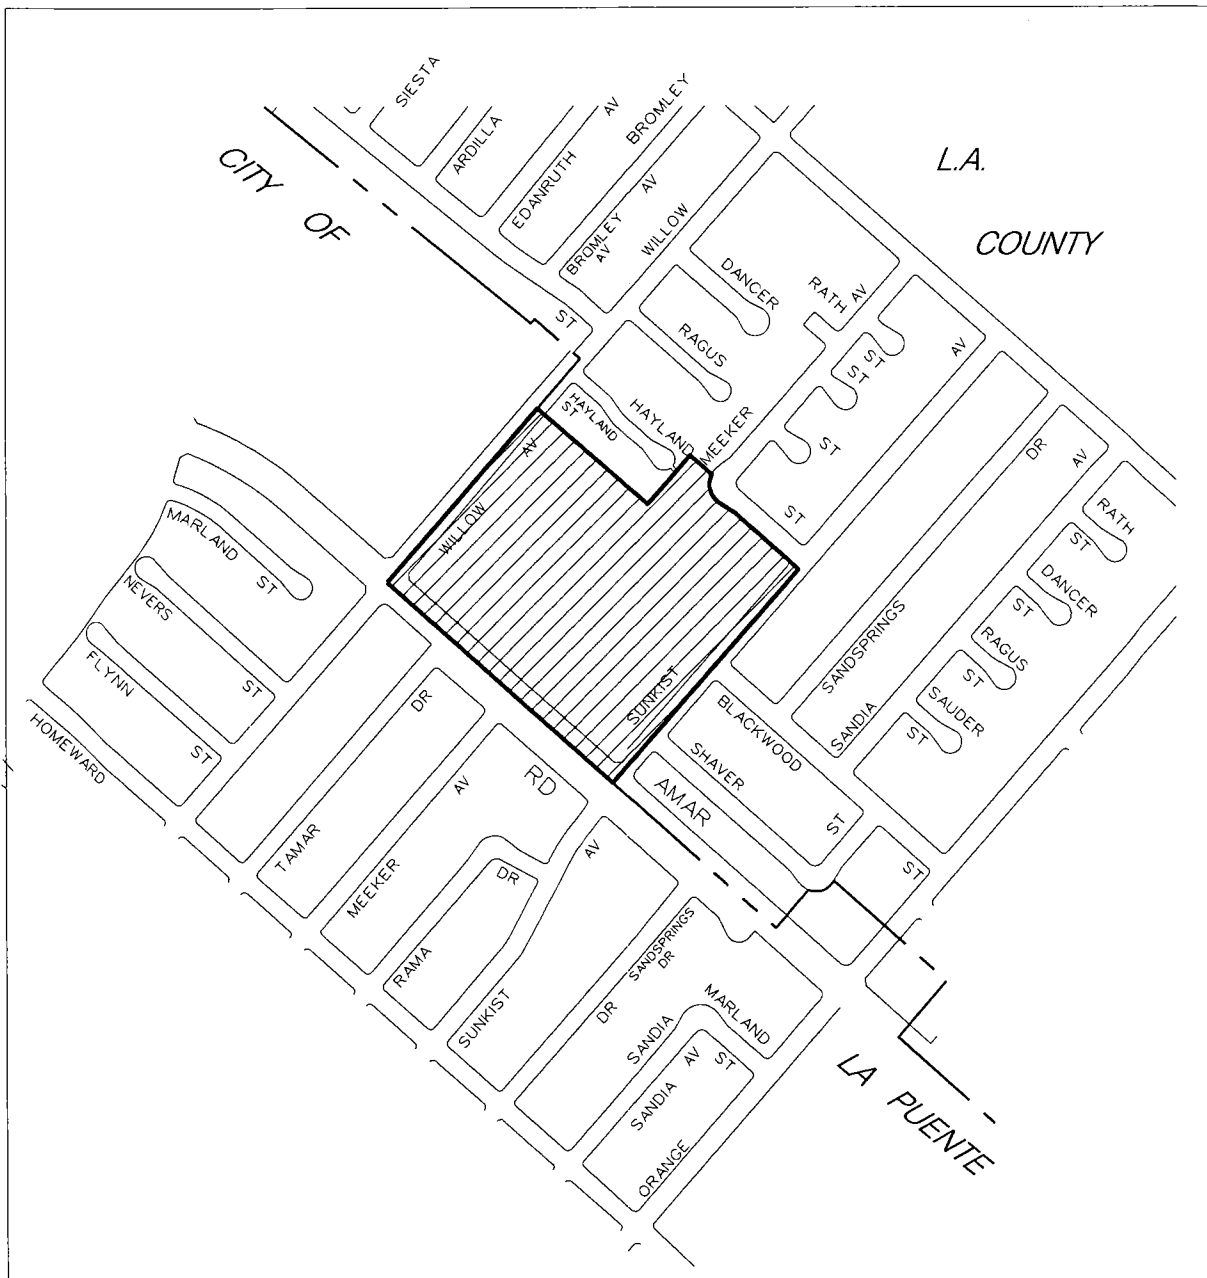 SIESTA
ARDILLA
EDANRUTH
AV
BROMLEY
BROMLEY
AV
AV
WILLOW
L.A.
COUNTY
CITY OF
DANCER
RATH AV
RAGUS
ST
ST
ST
ST
ST
AV
HAYLAND
ST
HAYLAND
MEEKER
WILLOW
AV
SUNKIST
DR
AV
RATH
ST
DANCER
ST
RAGUS
ST
SAUDER
ST
SANDSPRINGS
SANDIA
MARLAND
ST
NEVERS
ST
FLYNN
ST
HOMEWARD
BLACKWOOD
ST
SHAVER
ST
AMAR
RD
TAMAR
DR
MEEKER
AV
RAMA
DR
SUNKIST
AV
SANDSPRINGS
DR
DR
SANDIA
MARLAND
ST
SANDIA
AV
ORANGE
LA PUENTE